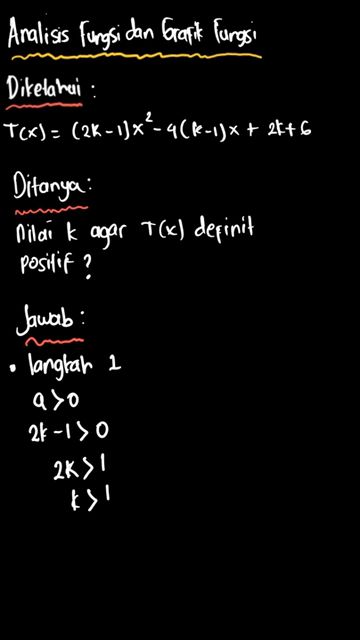 Analisis Fungsi dan Grafik Fungsi
Diketahui :
T(x) = (2k-1)x² - 4(k-1)x + 2k+6
Ditanya :
Nilai k agar T(x) definit
positif ?
Jawab :
• langkah 1
a > 0
2k - 1 > 0
2k > 1
k > 1